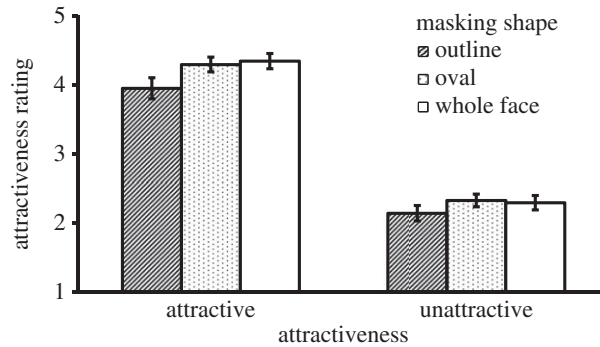 5
4
3
2
1
attractiveness rating
masking shape
outline
oval
whole face
attractive
unattractive
attractiveness